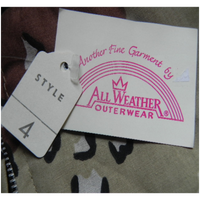 Another Fine Garment by
ALL WEATHER®
OUTERWEAR
STYLE
4